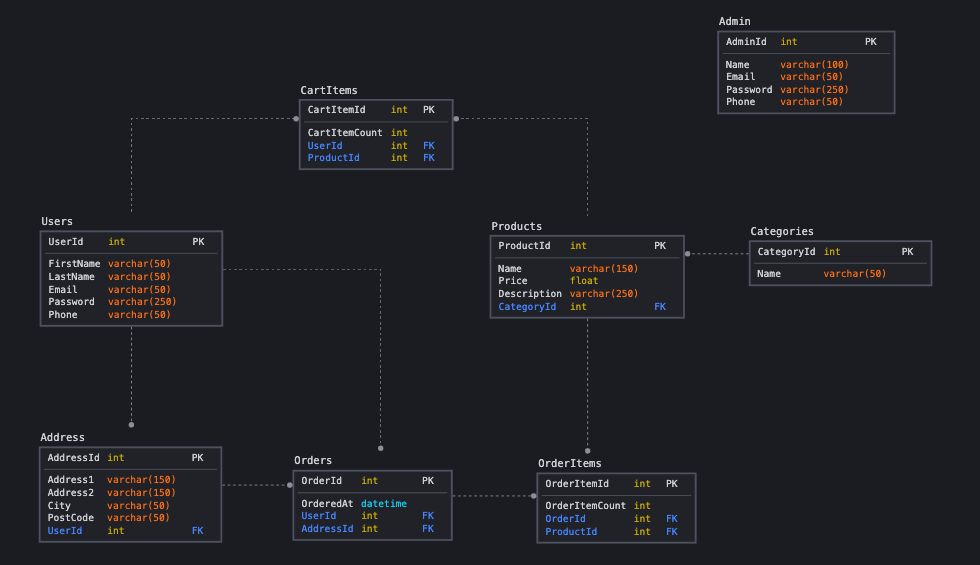 Admin
AdminId int PK
Name varchar(100)
Email varchar(50)
Password varchar(250)
Phone varchar(50)
CartItems
CartItemId int PK
CartItemCount int
UserId int FK
ProductId int FK
Users
UserId int PK
FirstName varchar(50)
LastName varchar(50)
Email varchar(50)
Password varchar(250)
Phone varchar(50)
Products
ProductId int PK
Name varchar(150)
Price float
Description varchar(250)
CategoryId int FK
Categories
CategoryId int PK
Name varchar(50)
Address
AddressId int PK
Address1 varchar(150)
Address2 varchar(150)
City varchar(50)
PostCode varchar(50)
UserId int FK
Orders
OrderId int PK
OrderedAt datetime
UserId int FK
AddressId int FK
OrderItems
OrderItemId int PK
OrderItemCount int
OrderId int FK
ProductId int FK